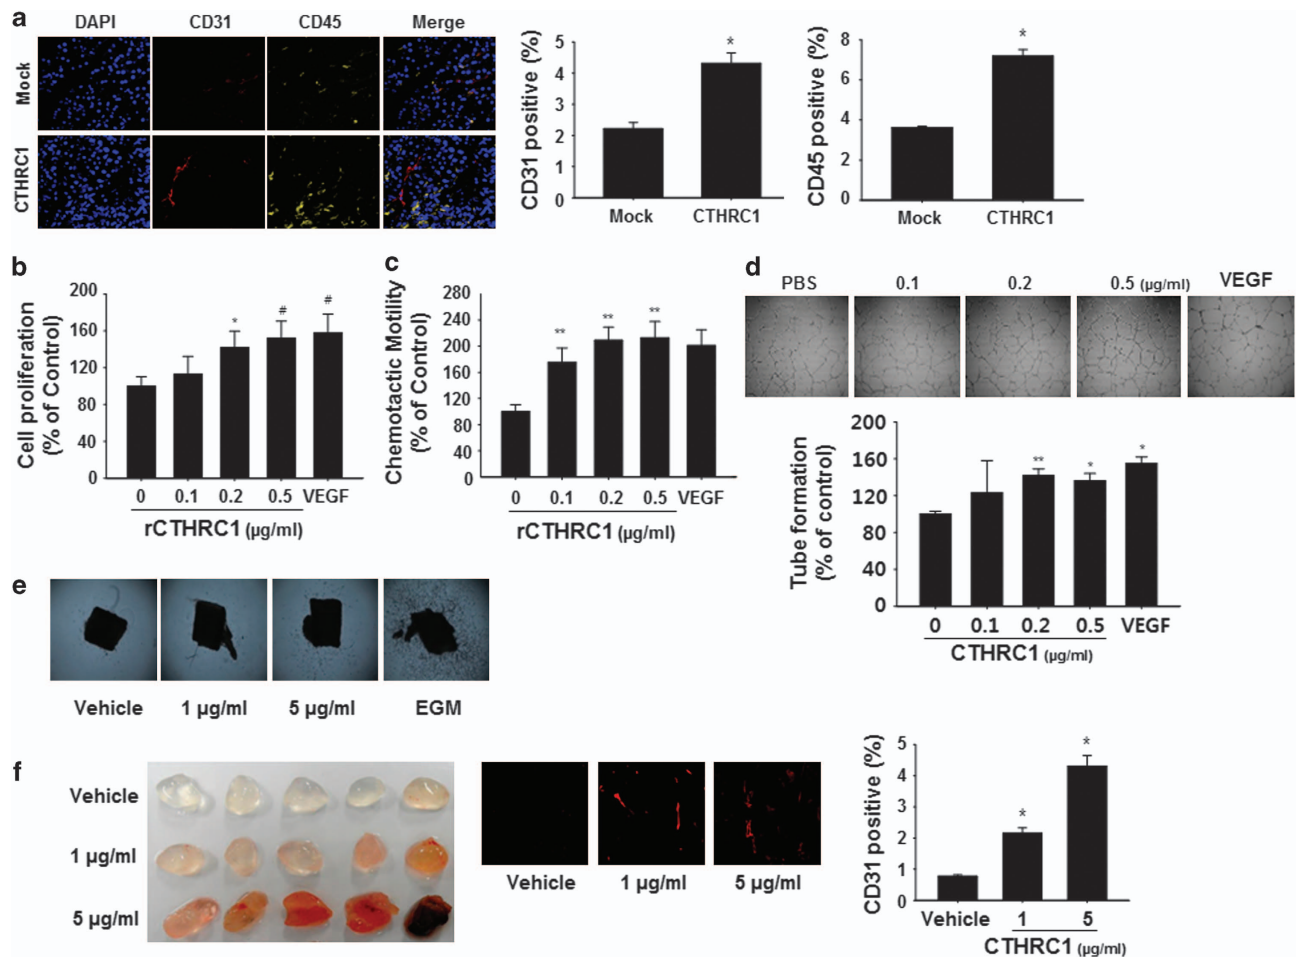 a
DAPI CD31 CD45 Merge
Mock
CTHRC1
CD31 positive (%)
5
4
3
2
1
0
*
Mock CTHRC1
CD45 positive (%)
8
6
4
2
0
*
Mock CTHRC1
b
Cell proliferation
(% of Control)
200
160
120
80
40
0
* # #
0 0.1 0.2 0.5 VEGF
rCTHRC1 (µg/ml)
c
Chemotactic Motility
(% of Control)
280
240
200
160
120
80
40
0
** ** **
0 0.1 0.2 0.5 VEGF
rCTHRC1 (µg/ml)
d
PBS 0.1 0.2 0.5 (µg/ml) VEGF
Tube formation
(% of control)
200
160
120
80
40
0
** * *
0 0.1 0.2 0.5 VEGF
CTHRC1 (µg/ml)
e
Vehicle 1 µg/ml 5 µg/ml EGM
f
Vehicle
1 µg/ml
5 µg/ml
Vehicle 1 µg/ml 5 µg/ml
CD31 positive (%)
5
4
3
2
1
0
* *
Vehicle 1 5
CTHRC1 (µg/ml)